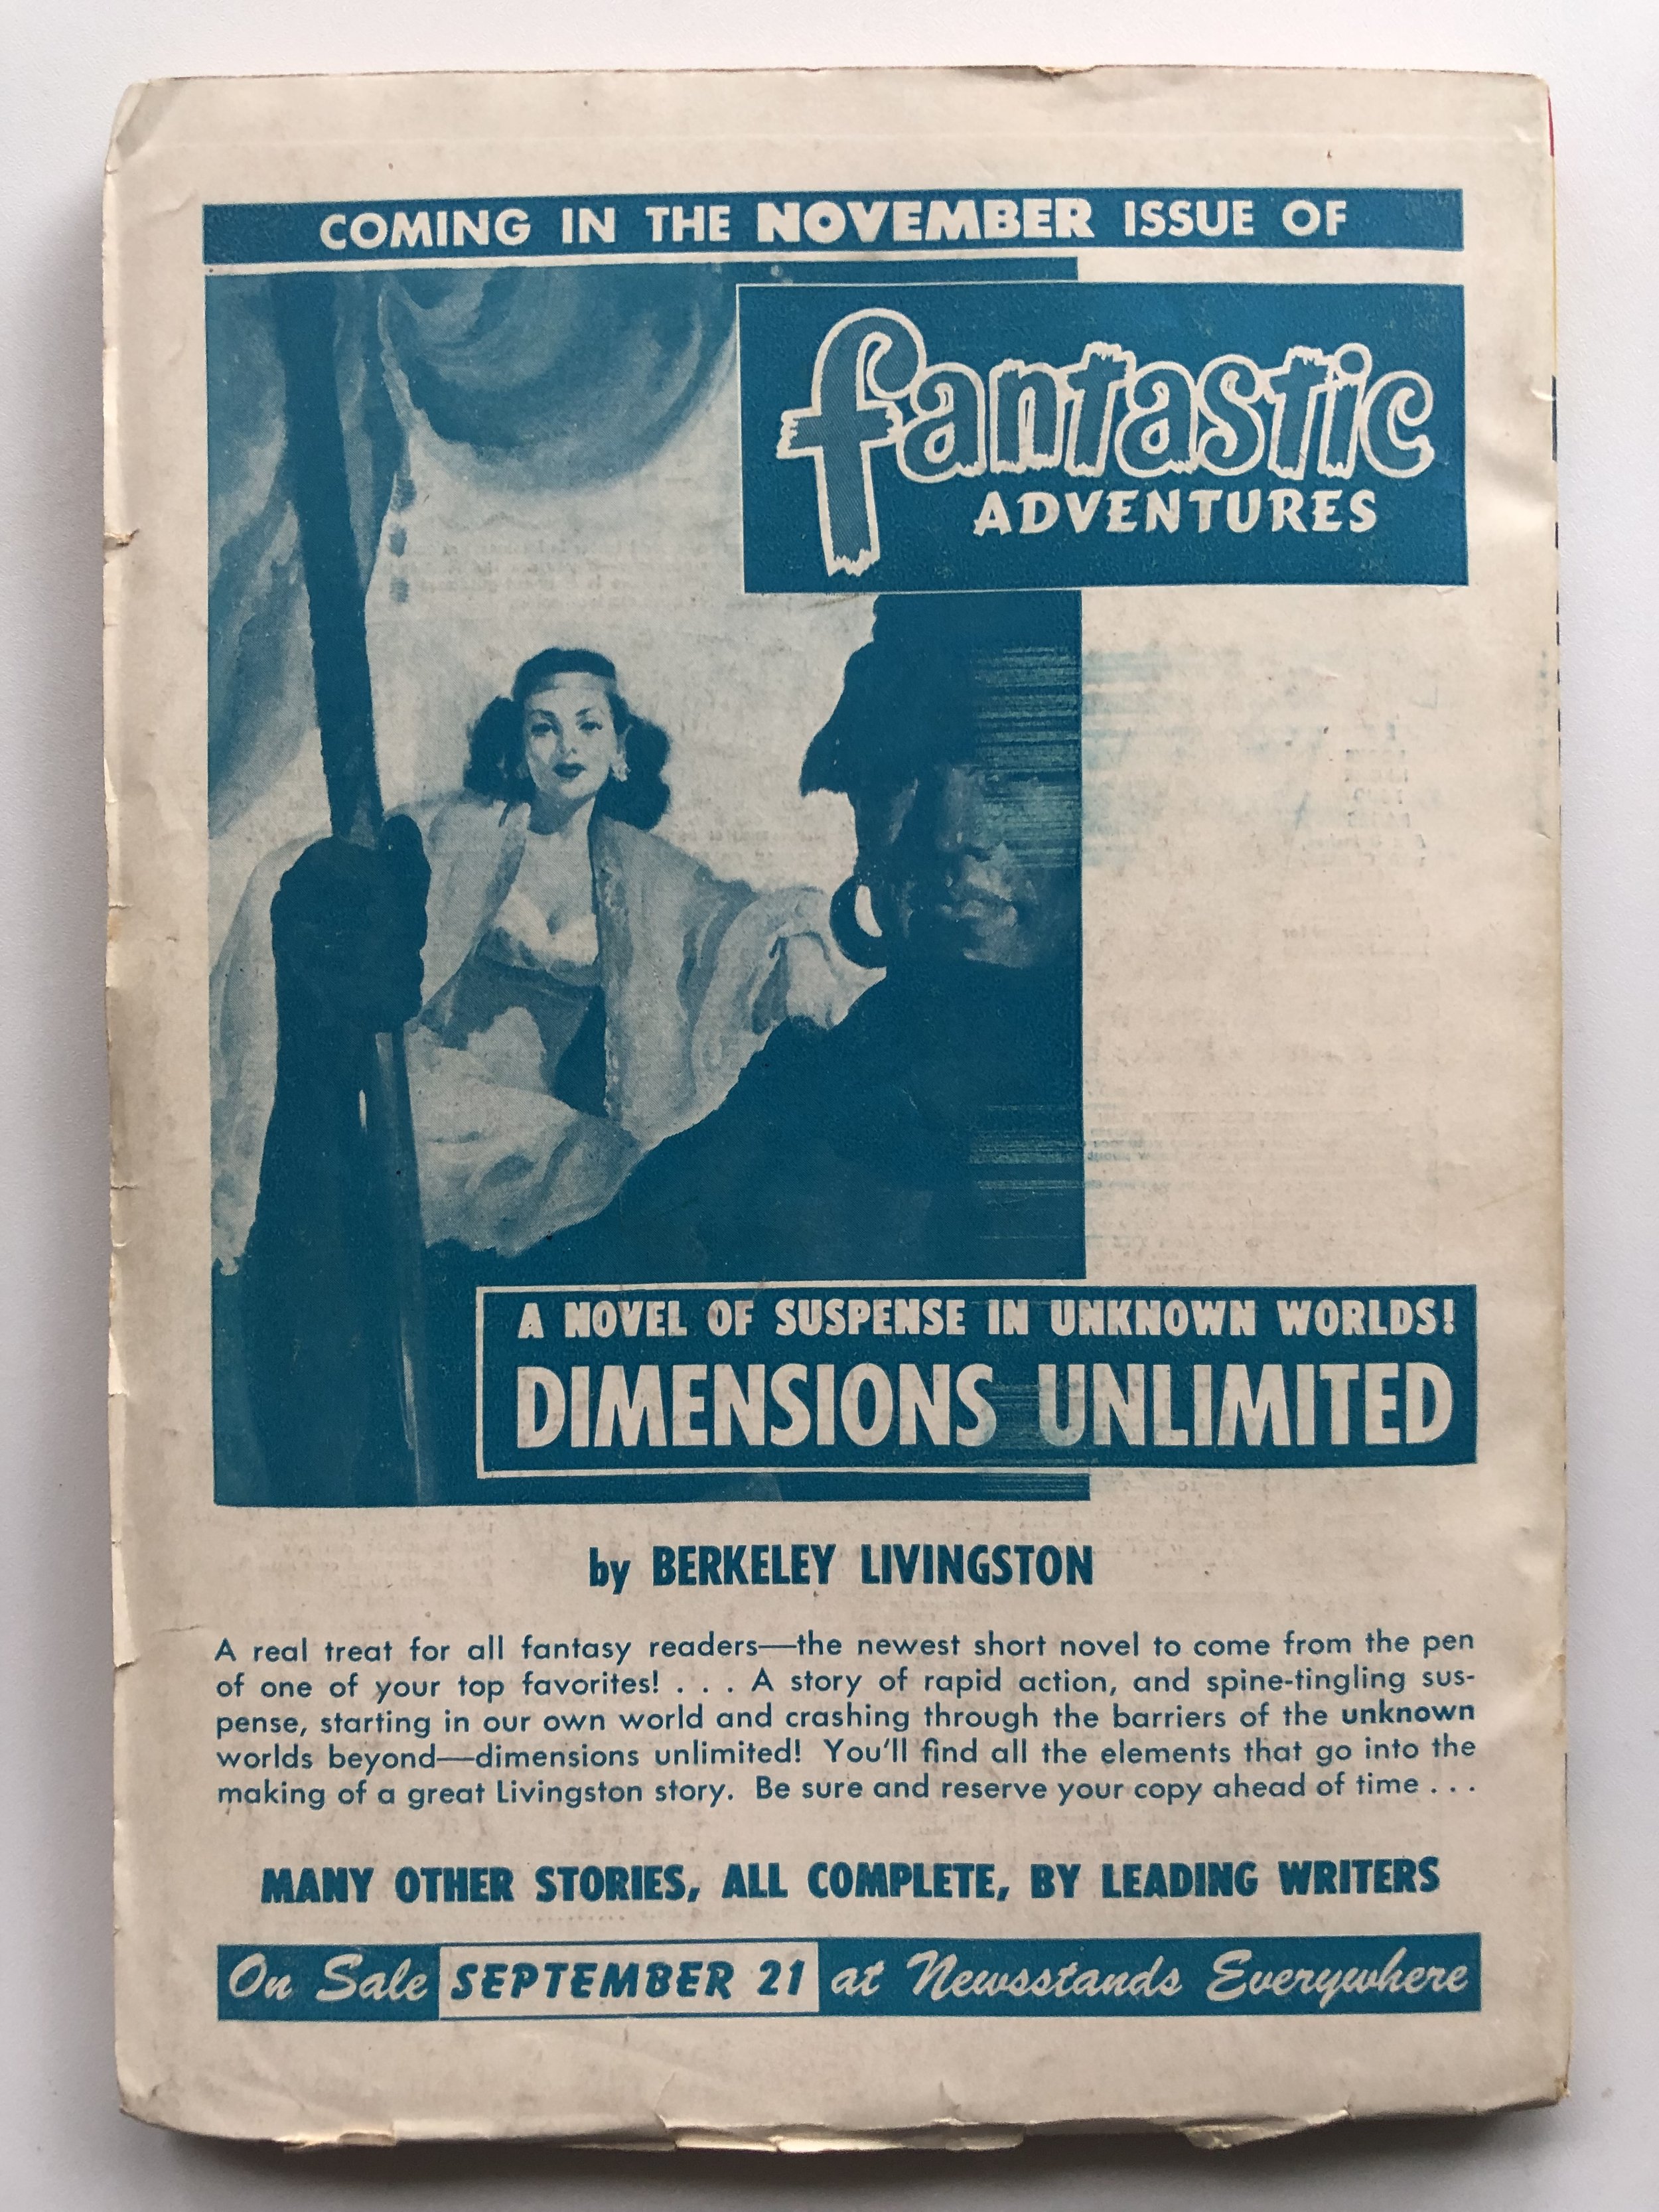 COMING IN THE NOVEMBER ISSUE OF
fantastic
ADVENTURES
A NOVEL OF SUSPENSE IN UNKNOWN WORLDS!
DIMENSIONS UNLIMITED
by BERKELEY LIVINGSTON
A real treat for all fantasy readers—the newest short novel to come from the pen
of one of your top favorites! . . . A story of rapid action, and spine-tingling sus-
pense, starting in our own world and crashing through the barriers of the unknown
worlds beyond—dimensions unlimited! You'll find all the elements that go into the
making of a great Livingston story. Be sure and reserve your copy ahead of time . . .
MANY OTHER STORIES, ALL COMPLETE, BY LEADING WRITERS
On Sale SEPTEMBER 21 at Newsstands Everywhere